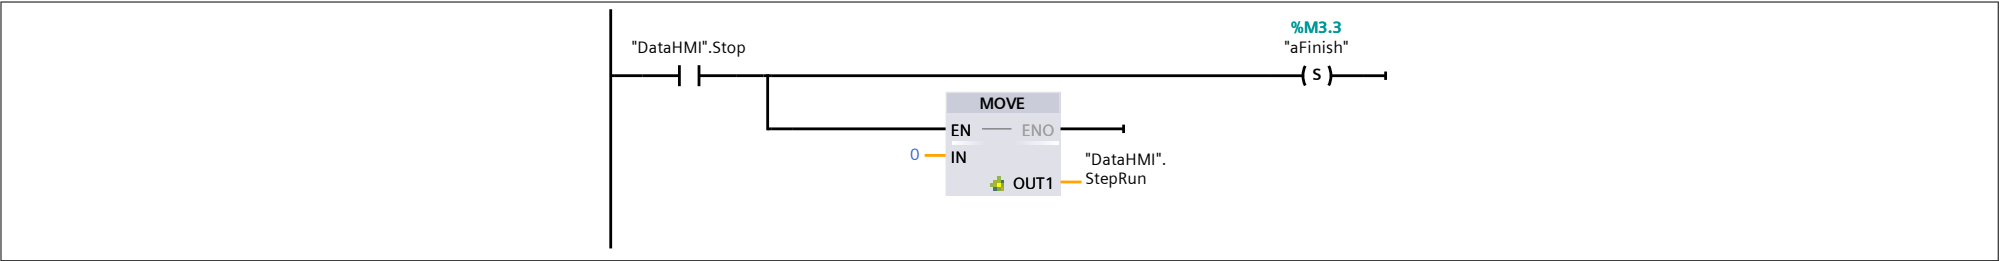 %M3.3
"DataHMI".Stop
"aFinish"
S
MOVE
EN
ENO
0
IN
"DataHMI".
StepRun
OUT1